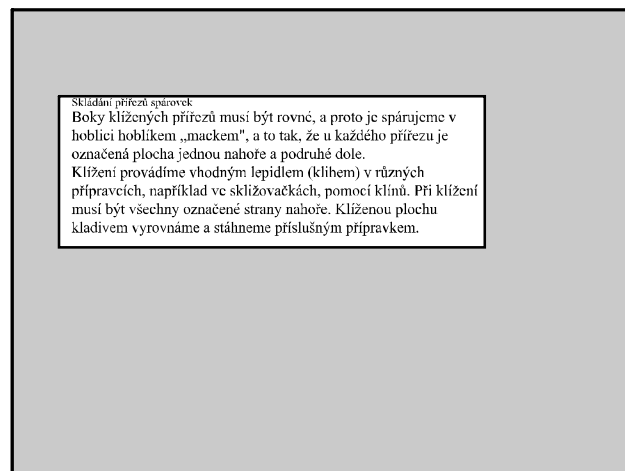 Skládání přířezů spárovek
Boky klížených přířezů musí být rovné, a proto je spárujeme v
hoblici hoblíkem „mackem", a to tak, že u každého přířezu je
označená plocha jednou nahoře a podruhé dole.
Klížení provádíme vhodným lepidlem (klihem) v různých
přípravcích, například ve skližovačkách, pomocí klínů. Při klížení
musí být všechny označené strany nahoře. Klíženou plochu
kladivem vyrovnáme a stáhneme příslušným přípravkem.